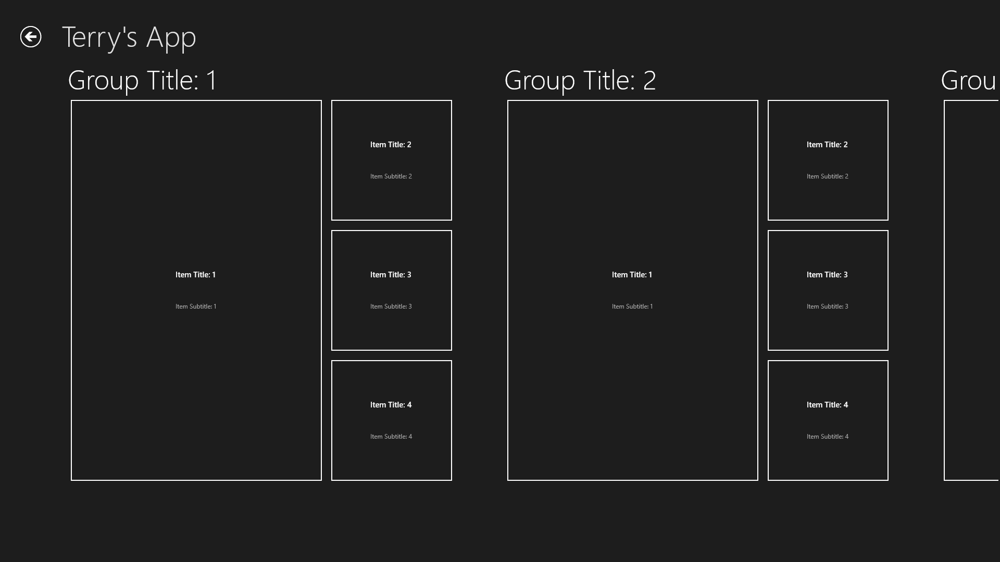 Terry's App
Group Title: 1
Item Title: 1
Item Subtitle: 1
Item Title: 2
Item Subtitle: 2
Item Title: 3
Item Subtitle: 3
Item Title: 4
Item Subtitle: 4
Group Title: 2
Item Title: 1
Item Subtitle: 1
Item Title: 2
Item Subtitle: 2
Item Title: 3
Item Subtitle: 3
Item Title: 4
Item Subtitle: 4
Grou